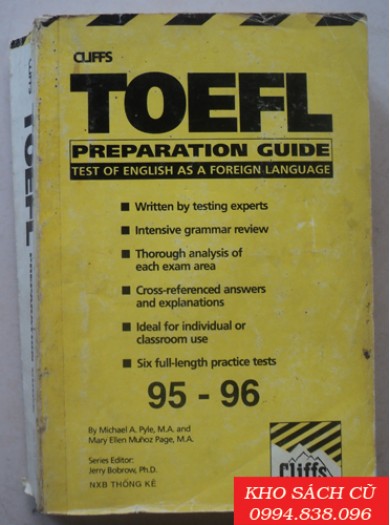 CLIFFS
TOEFL
PREPARATION GUIDE
TEST OF ENGLISH AS A FOREIGN LANGUAGE
■ Written by testing experts
■ Intensive grammar review
■ Thorough analysis of
each exam area
■ Cross-referenced answers
and explanations
■ Ideal for individual or
classroom use
■ Six full-length practice tests
95 - 96
By Michael A. Pyle, M.A. and
Mary Ellen Muñoz Page, M.A.
Series Editor:
Jerry Bobrow, Ph.D.
NXB THỐNG KÊ
Cliffs
KHO SÁCH CŨ
0994.838.096
CLIFFS
TOEFL